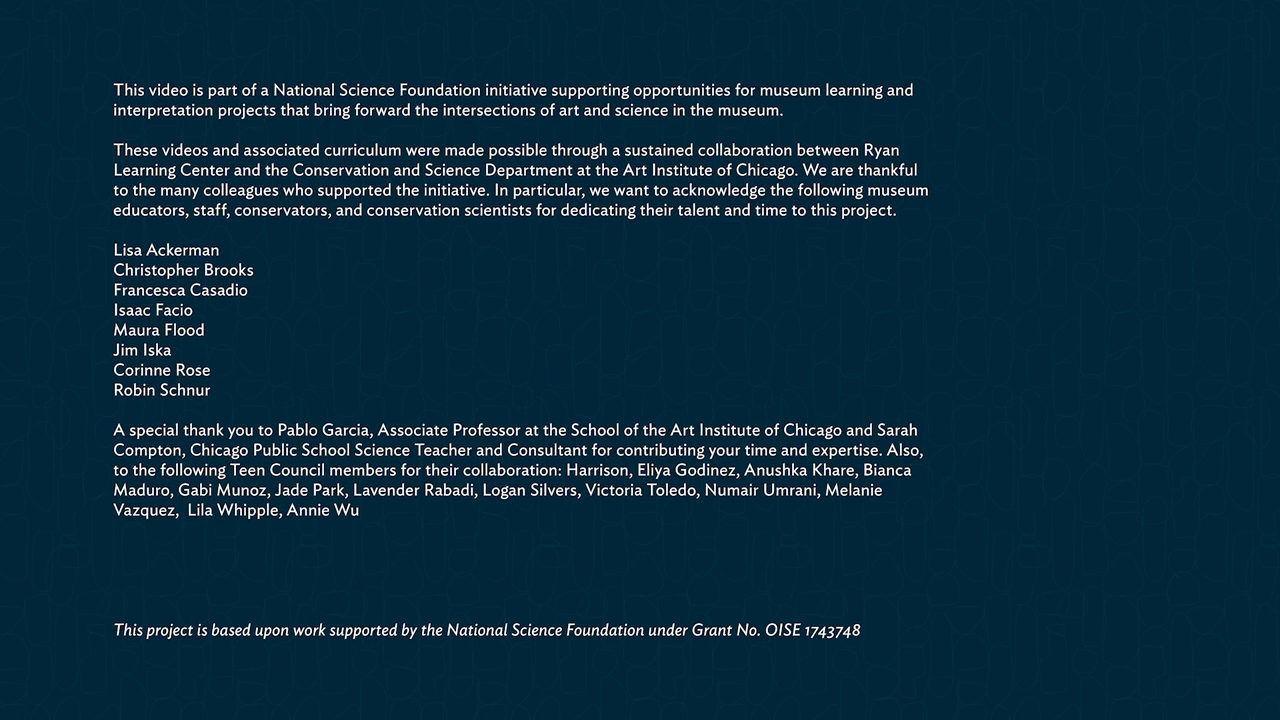 This video is part of a National Science Foundation initiative supporting opportunities for museum learning and
interpretation projects that bring forward the intersections of art and science in the museum.
These videos and associated curriculum were made possible through a sustained collaboration between Ryan
Learning Center and the Conservation and Science Department at the Art Institute of Chicago. We are thankful
to the many colleagues who supported the initiative. In particular, we want to acknowledge the following museum
educators, staff, conservators, and conservation scientists for dedicating their talent and time to this project.
Lisa Ackerman
Christopher Brooks
Francesca Casadio
Isaac Facio
Maura Flood
Jim Iska
Corinne Rose
Robin Schnur
A special thank you to Pablo Garcia, Associate Professor at the School of the Art Institute of Chicago and Sarah
Compton, Chicago Public School Science Teacher and Consultant for contributing your time and expertise. Also,
to the following Teen Council members for their collaboration: Harrison, Eliya Godinez, Anushka Khare, Bianca
Maduro, Gabi Munoz, Jade Park, Lavender Rabadi, Logan Silvers, Victoria Toledo, Numair Umrani, Melanie
Vazquez,  Lila Whipple, Annie Wu
This project is based upon work supported by the National Science Foundation under Grant No. OISE 1743748